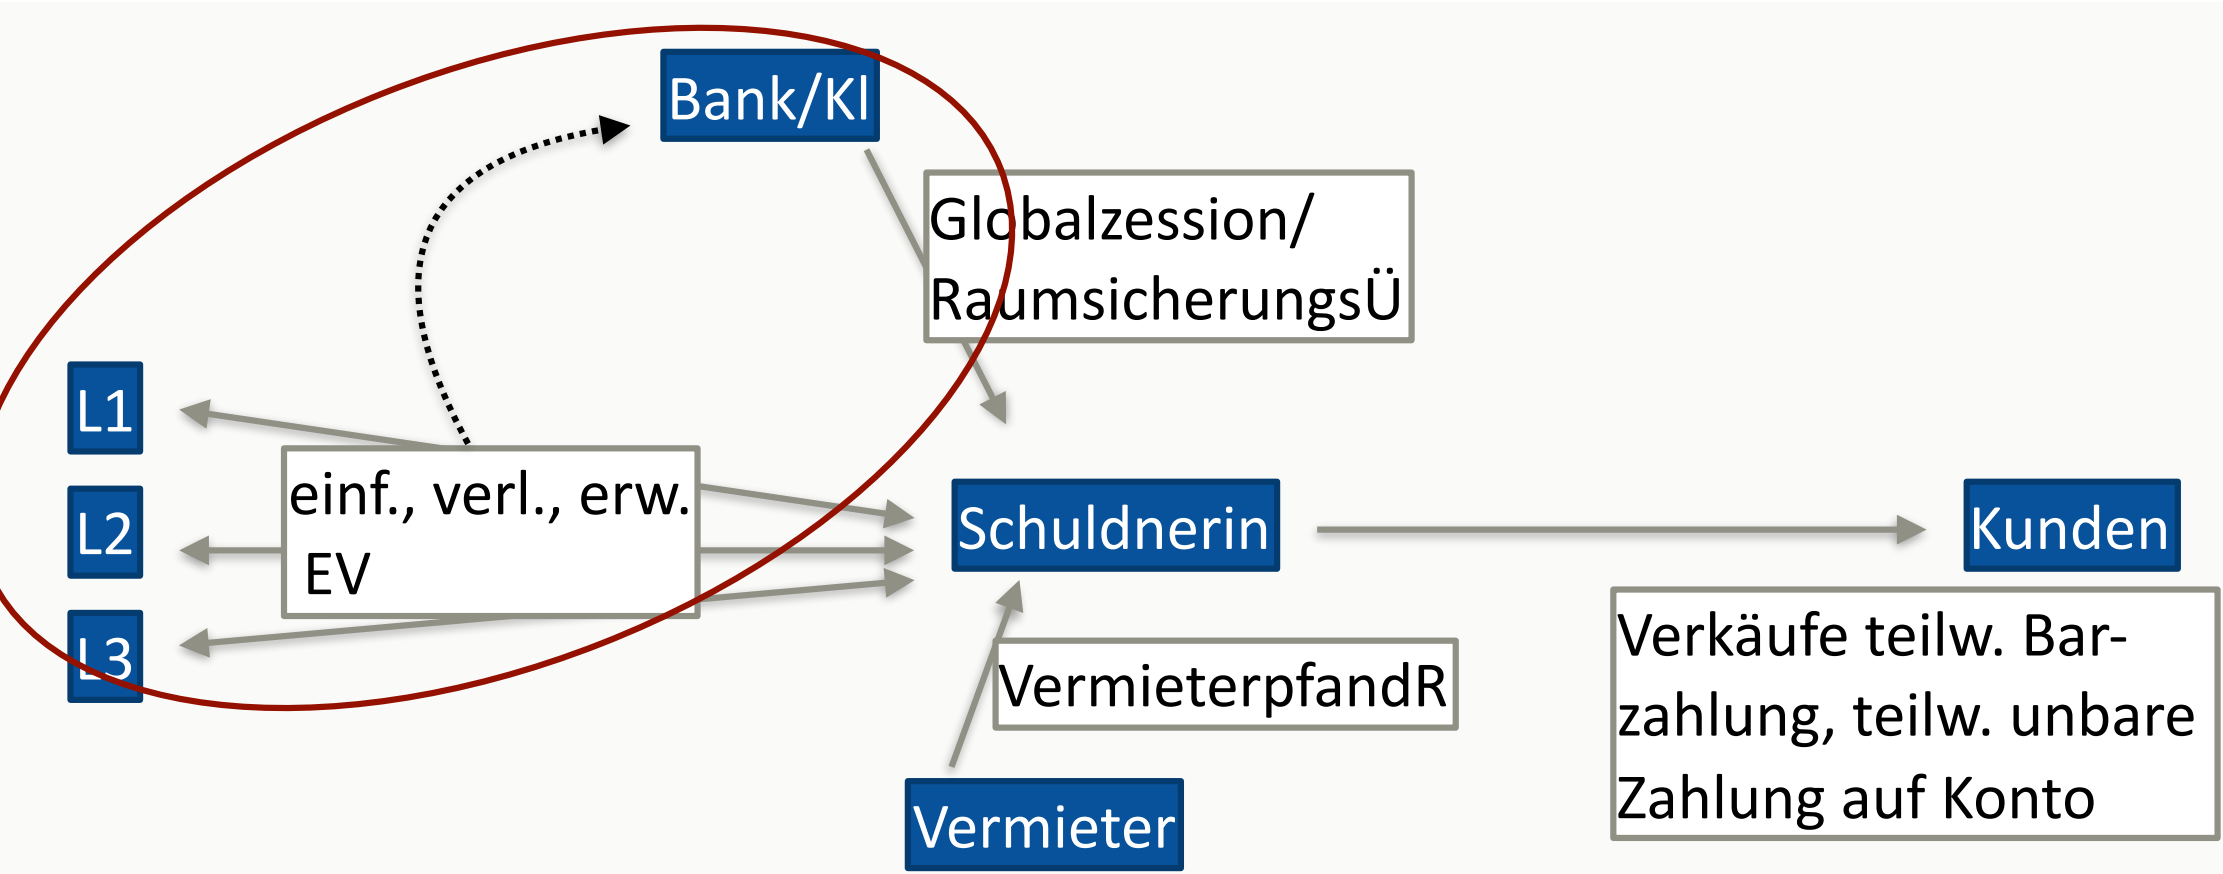 Bank/Kl
Globalzession/
RaumsicherungsÜ
L1
einf., verl., erw.
EV
L2
L3
Schuldnerin
Kunden
Verkäufe teilw. Bar-
zahlung, teilw. unbare
Zahlung auf Konto
VermieterpfandR
Vermieter